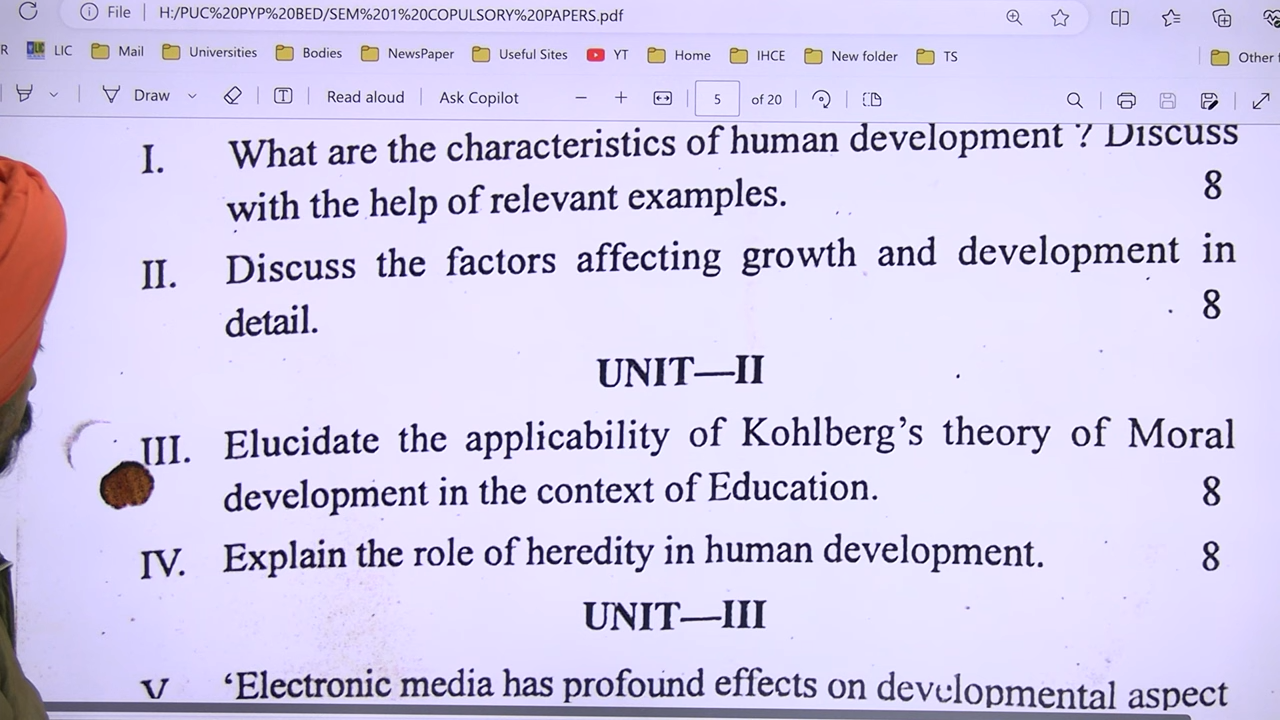 File H:/PUC%20PYP%20BED/SEM%201%20COPULSORY%20PAPERS.pdf
R LIC Mail Universities Bodies NewsPaper Useful Sites YT Home IHCE New folder TS Other f
Draw Read aloud Ask Copilot 5 of 20
I. What are the characteristics of human development ? Discuss
with the help of relevant examples. 8
II. Discuss the factors affecting growth and development in
detail. 8
UNIT—II
III. Elucidate the applicability of Kohlberg's theory of Moral
development in the context of Education. 8
IV. Explain the role of heredity in human development. 8
UNIT—III
V 'Electronic media has profound effects on developmental aspect